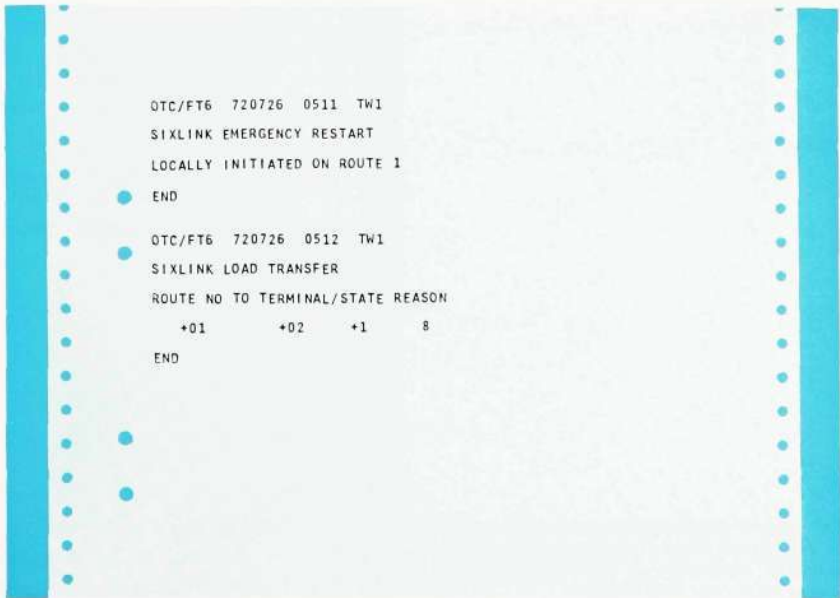 OTC/FT6 720726 0511 TW1
SIXLINK EMERGENCY RESTART
LOCALLY INITIATED ON ROUTE 1
END
OTC/FT6 720726 0512 TW1
SIXLINK LOAD TRANSFER
ROUTE NO TO TERMINAL/STATE REASON
+01 +02 +1 8
END